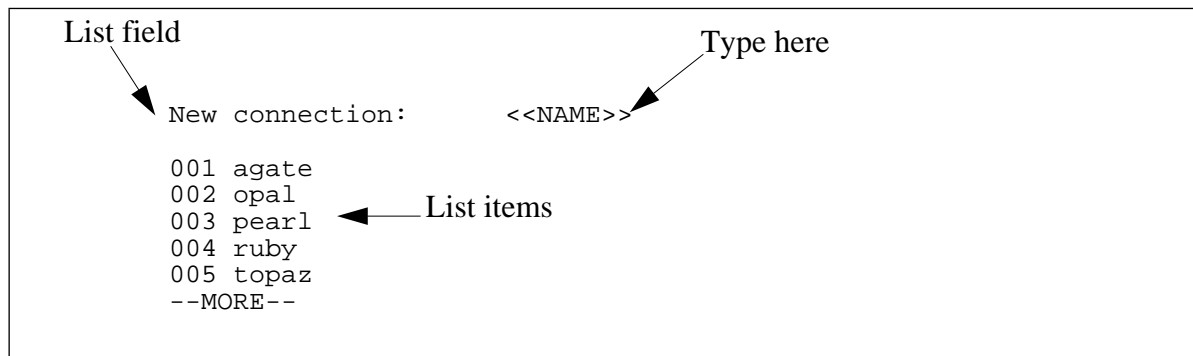 List field
Type here
New connection: <<NAME>>
001 agate
002 opal
003 pearl
List items
004 ruby
005 topaz
--MORE--